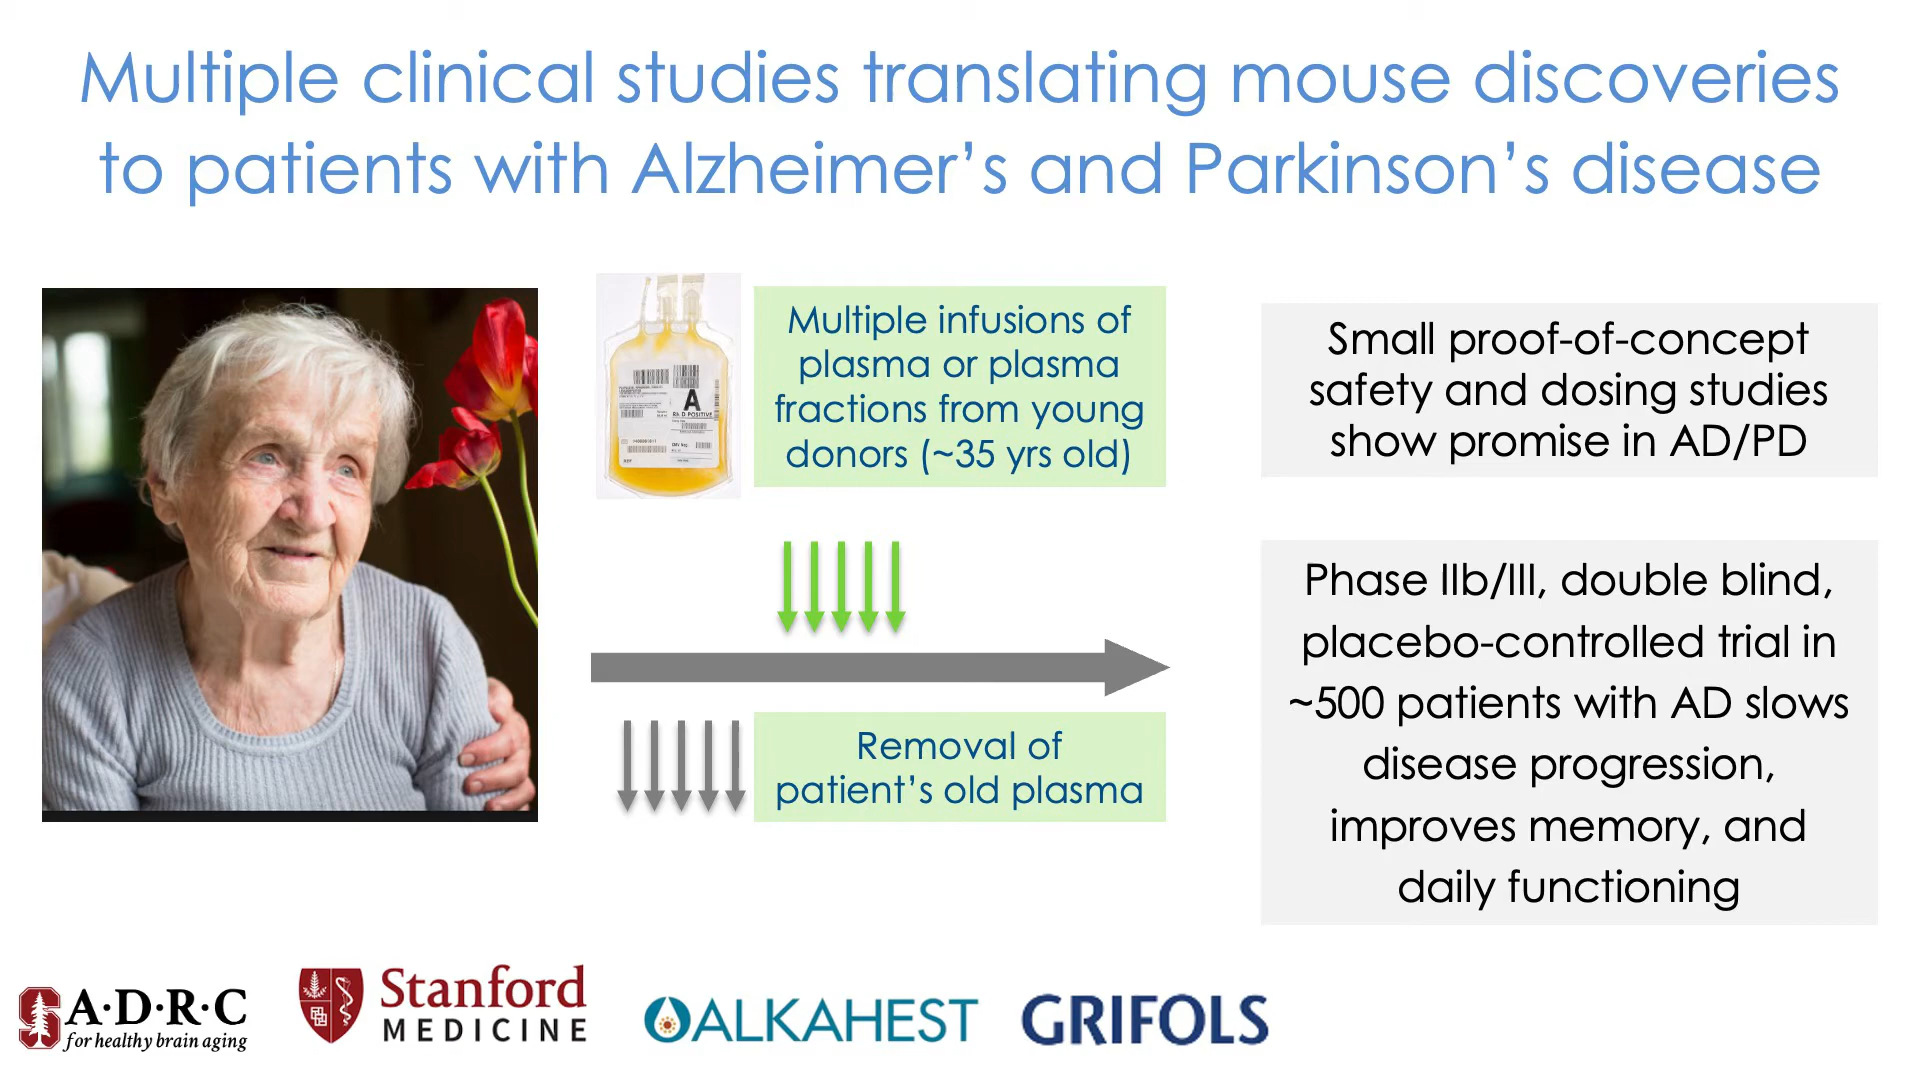 Multiple clinical studies translating mouse discoveries
to patients with Alzheimer’s and Parkinson’s disease
A
Rh D POSITIVE
Multiple infusions of
plasma or plasma
fractions from young
donors (~35 yrs old)
Removal of
patient’s old plasma
Small proof-of-concept
safety and dosing studies
show promise in AD/PD
Phase IIb/III, double blind,
placebo-controlled trial in
~500 patients with AD slows
disease progression,
improves memory, and
daily functioning
A·D·R·C
for healthy brain aging
Stanford
MEDICINE
ALKAHEST
GRIFOLS